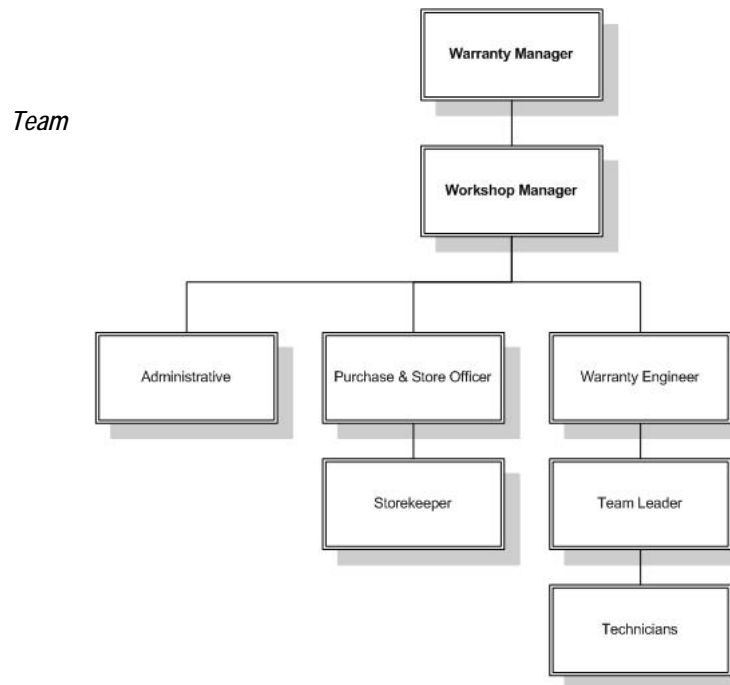 Warranty Manager
Team
Workshop Manager
Administrative
Purchase & Store Officer
Warranty Engineer
Storekeeper
Team Leader
Technicians